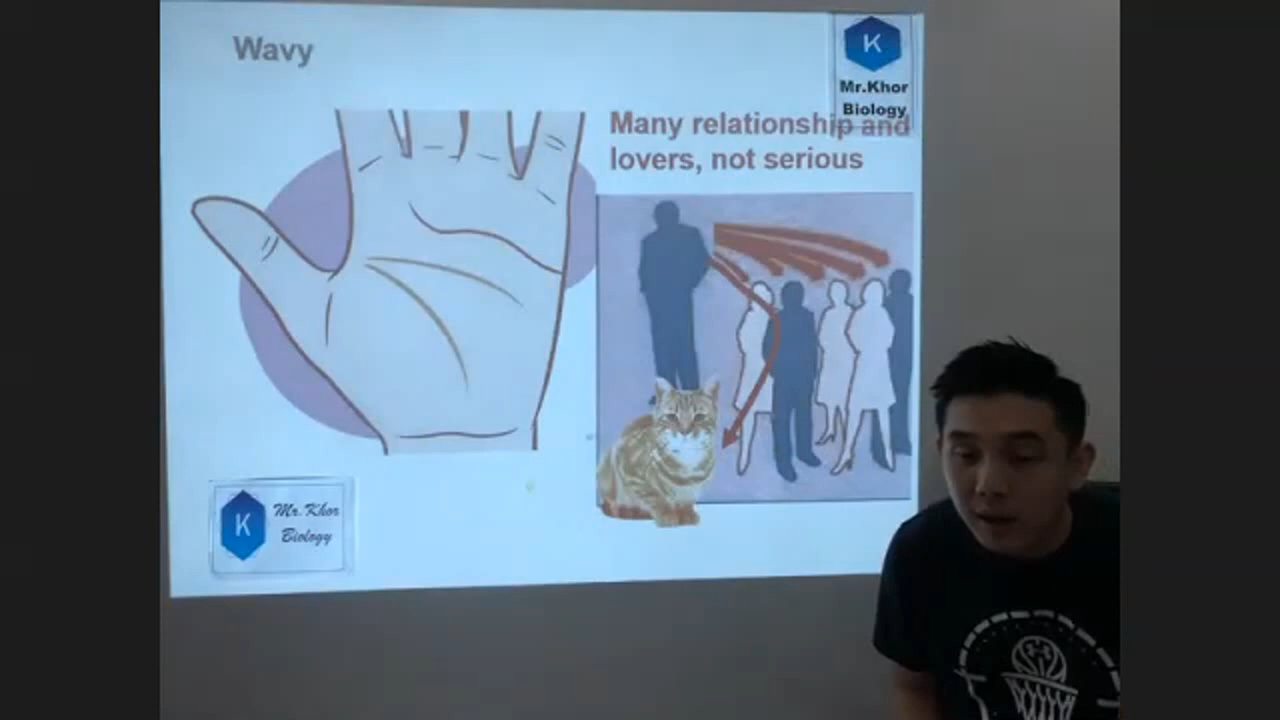 Wavy
K
Mr.Khor
Biology
Many relationship and
lovers, not serious
K
Mr.Khor
Biology